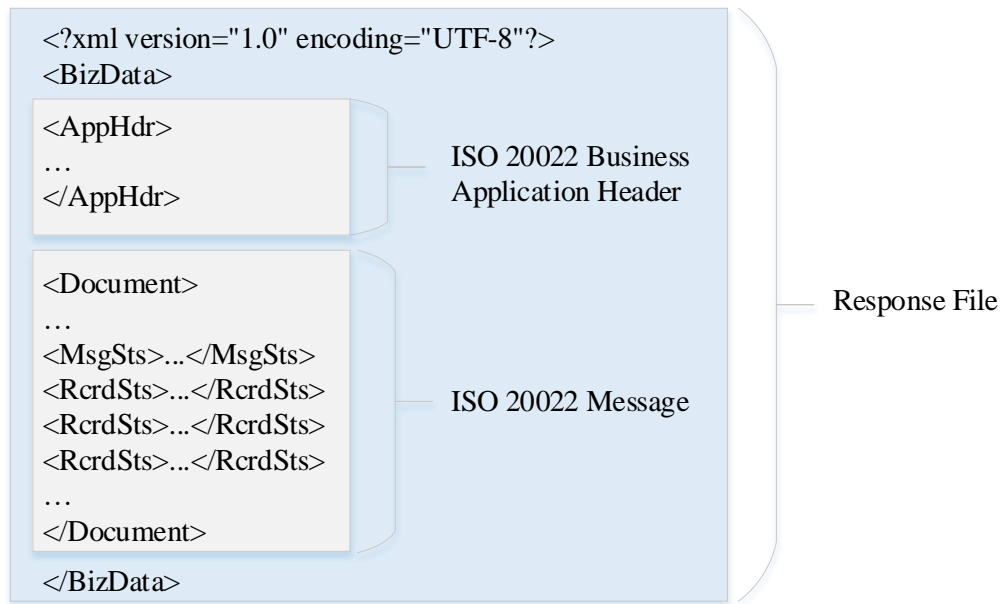 <?xml version="1.0" encoding="UTF-8"?>
<BizData>
<AppHdr>
…
</AppHdr>
ISO 20022 Business
Application Header
<Document>
…
<MsgSts>...</MsgSts>
<RcrdSts>...</RcrdSts>
<RcrdSts>...</RcrdSts>
<RcrdSts>...</RcrdSts>
…
</Document>
ISO 20022 Message
</BizData>
Response File